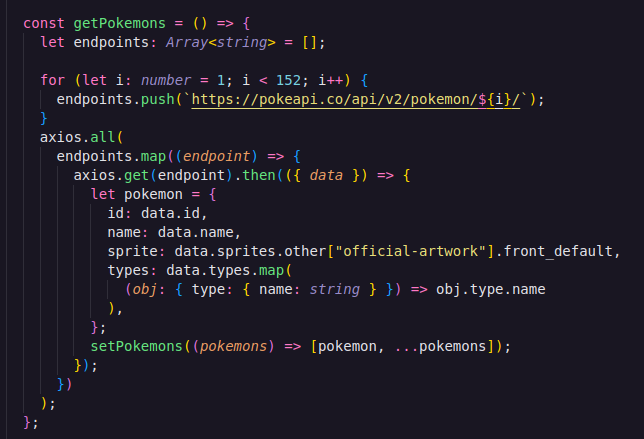 const getPokemons = () => {
let endpoints: Array<string> = [];
for (let i: number = 1; i < 152; i++) {
endpoints.push(`https://pokeapi.co/api/v2/pokemon/${i}/`);
}
axios.all(
endpoints.map((endpoint) => {
axios.get(endpoint).then(({ data }) => {
let pokemon = {
id: data.id,
name: data.name,
sprite: data.sprites.other["official-artwork"].front_default,
types: data.types.map(
(obj: { type: { name: string } }) => obj.type.name
),
};
setPokemons((pokemons) => [pokemon, ...pokemons]);
});
})
);
};